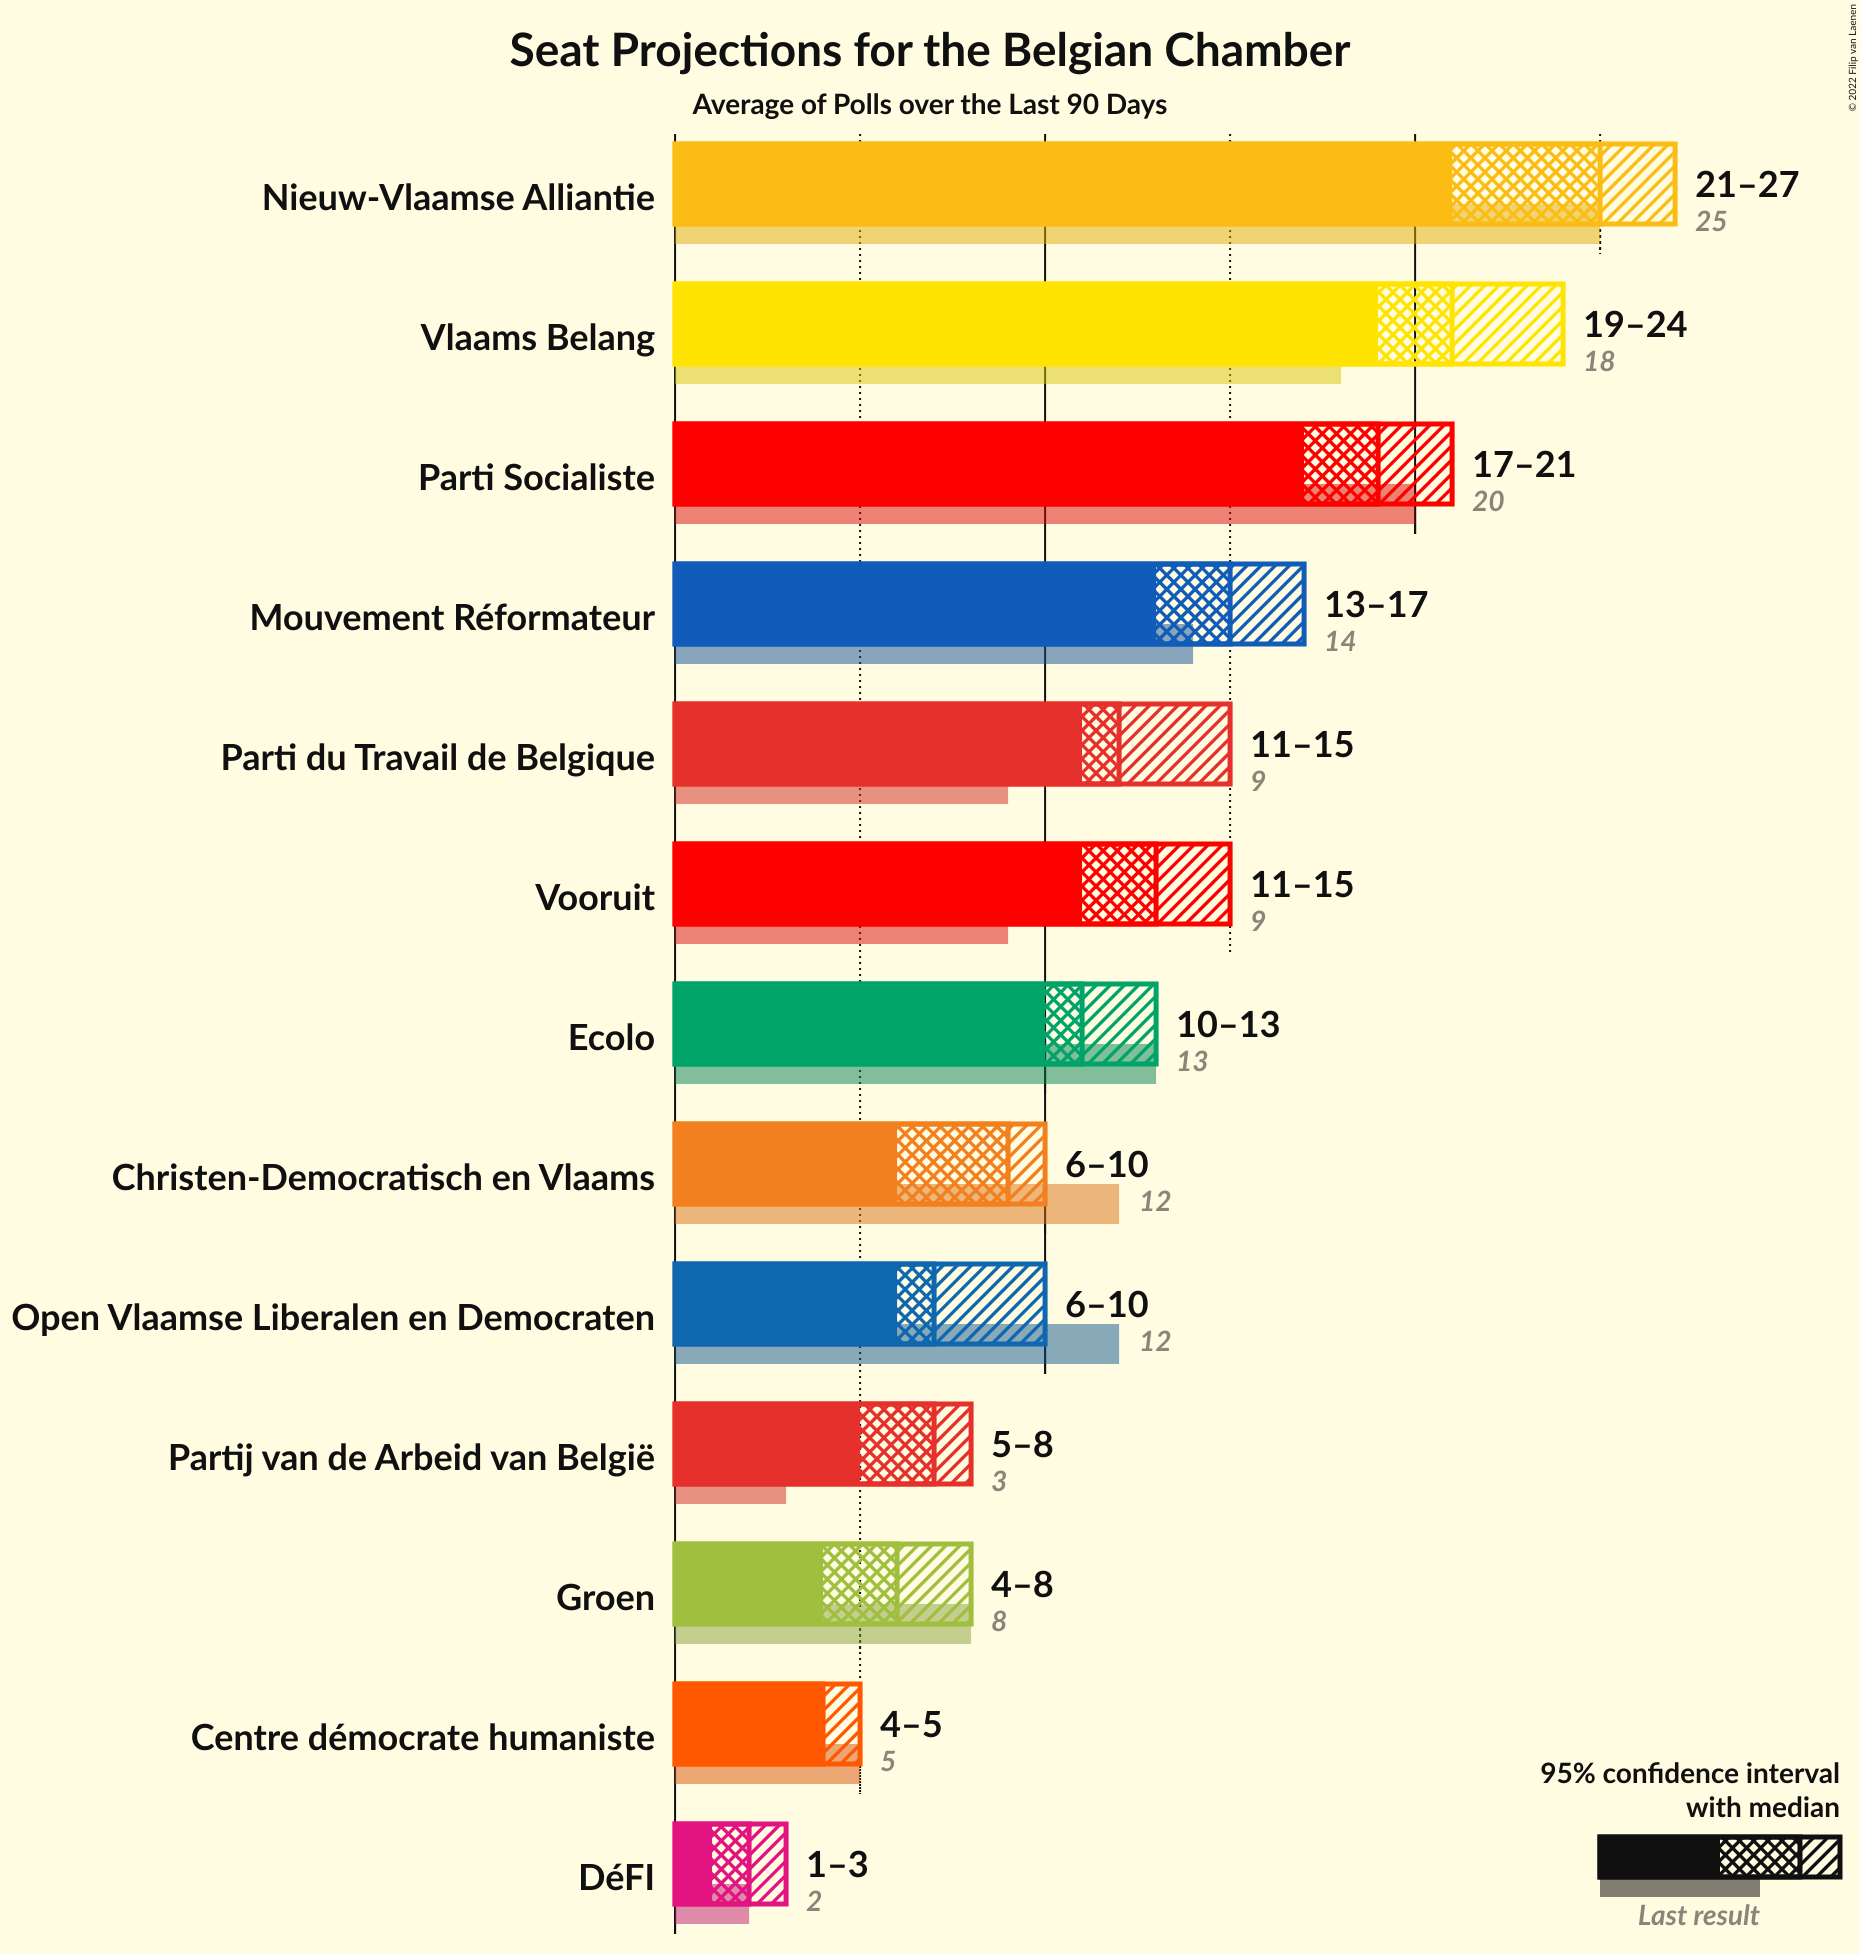 Seat Projections for the Belgian Chamber
Average of Polls over the Last 90 Days
© 2022 Filip van Laenen
Nieuw-Vlaamse Alliantie
21–27
25
Vlaams Belang
19–24
18
Parti Socialiste
17–21
20
Mouvement Réformateur
13–17
14
Parti du Travail de Belgique
11–15
9
Vooruit
11–15
9
Ecolo
10–13
13
Christen-Democratisch en Vlaams
6–10
12
Open Vlaamse Liberalen en Democraten
6–10
12
Partij van de Arbeid van België
5–8
3
Groen
4–8
8
Centre démocrate humaniste
4–5
5
DéFI
1–3
2
95% confidence interval
with median
Last result